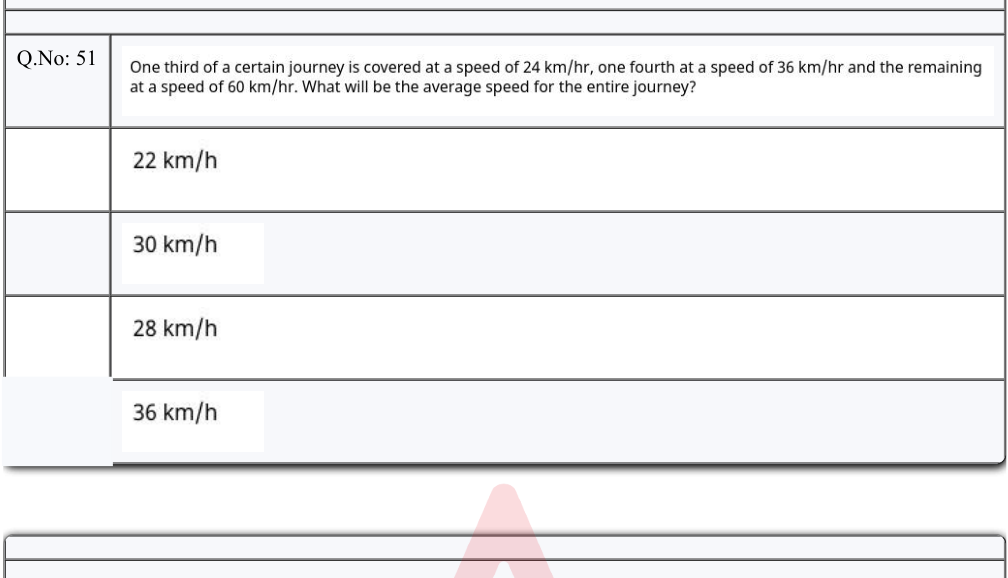 Q.No: 51
One third of a certain journey is covered at a speed of 24 km/hr, one fourth at a speed of 36 km/hr and the remaining
at a speed of 60 km/hr. What will be the average speed for the entire journey?
22 km/h
30 km/h
28 km/h
36 km/h